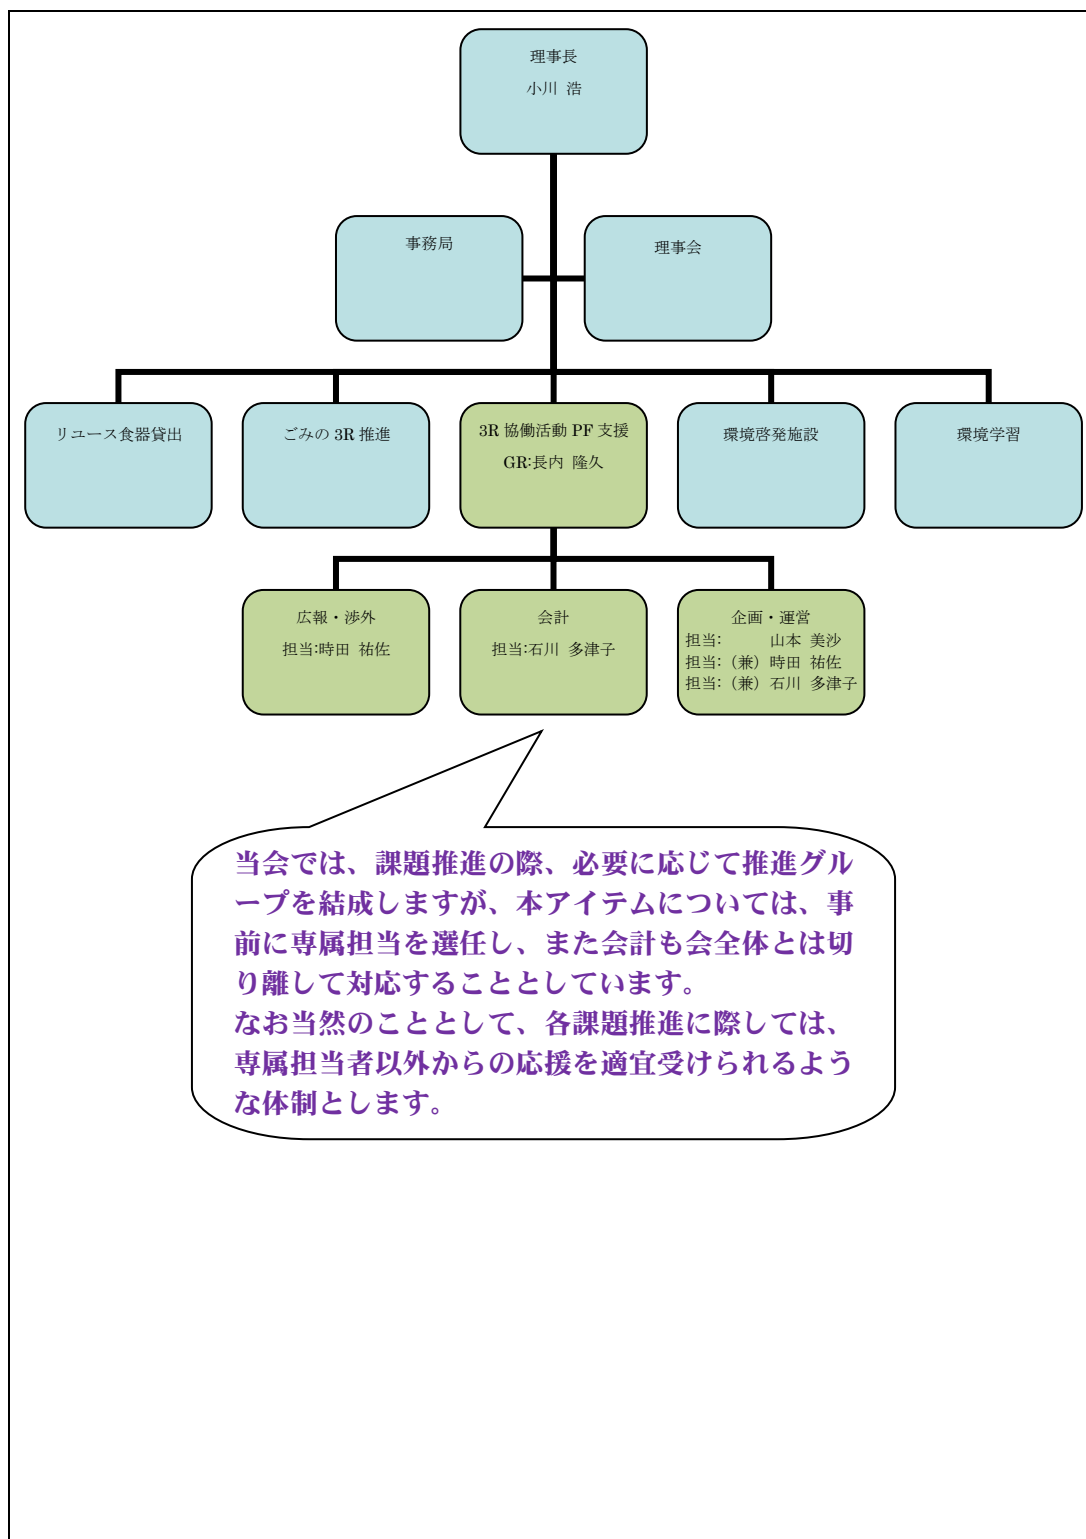 理事長
小川 浩
事務局
理事会
リユース食器貸出
ごみの 3R 推進
3R 協働活動 PF 支援
GR:長内 隆久
環境啓発施設
環境学習
広報・渉外
担当:時田 祐佐
会計
担当:石川 多津子
企画・運営
担当: 山本 美沙
担当:（兼）時田 祐佐
担当:（兼）石川 多津子
当会では、課題推進の際、必要に応じて推進グル
ープを結成しますが、本アイテムについては、事
前に専属担当を選任し、また会計も会全体とは切
り離して対応することとしています。
なお当然のこととして、各課題推進に際しては、
専属担当者以外からの応援を適宜受けられるよう
な体制とします。